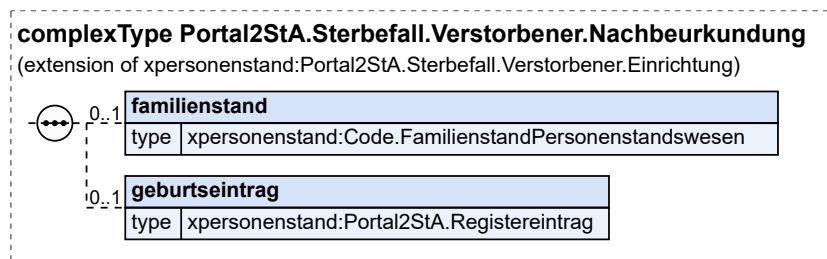 complexType Portal2StA.Sterbefall.Verstorbener.Nachbeurkundung
(extension of xpersonenstand:Portal2StA.Sterbefall.Verstorbener.Einrichtung)
0..1 familienstand
type xpersonenstand:Code.FamilienstandPersonenstandswesen
0..1 geburtseintrag
type xpersonenstand:Portal2StA.Registereintrag